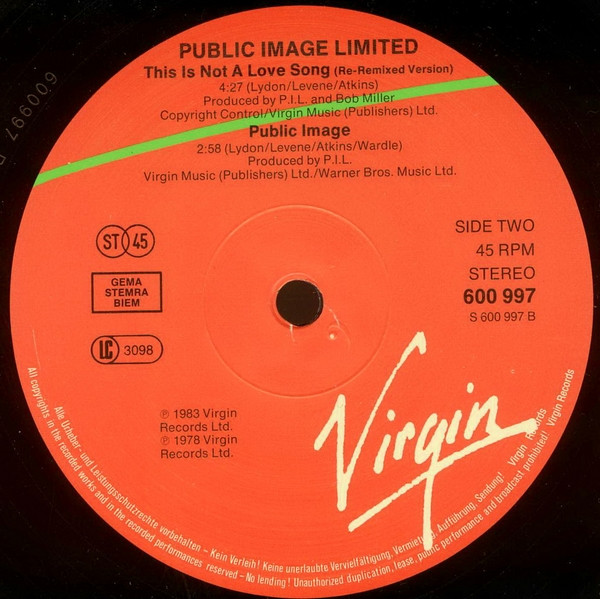 PUBLIC IMAGE LIMITED
This Is Not A Love Song (Re-Remixed Version)
4:27 (Lydon/Levene/Atkins)
Produced by P.I.L. and Bob Miller
Copyright Control/Virgin Music (Publishers) Ltd.
Public Image
2:58 (Lydon/Levene/Atkins/Wardle)
Produced by P.I.L.
Virgin Music (Publishers) Ltd./Warner Bros. Music Ltd.
ST 45
GEMA
STEMRA
BIEM
LC 3098
SIDE TWO
45 RPM
STEREO
600 997
S 600 997 B
℗ 1983 Virgin
Records Ltd.
℗ 1978 Virgin
Records Ltd.
Virgin
Alle Urheber- und Leistungsschutzrechte vorbehalten – Kein Verleih! Keine unerlaubte Vervielfältigung, Vermietung, Aufführung, Sendung! Virgin Records
All copyrights in the recorded works and in the recorded performances reserved – No lending! Unauthorized duplication, lease, public performance and broadcast prohibited! Virgin Records
600997